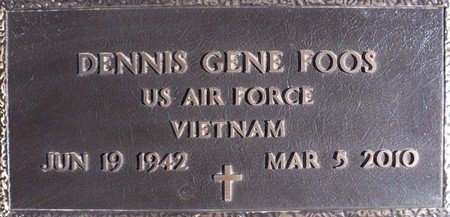 DENNIS GENE FOOS
US AIR FORCE
VIETNAM
JUN 19 1942 MAR 5 2010